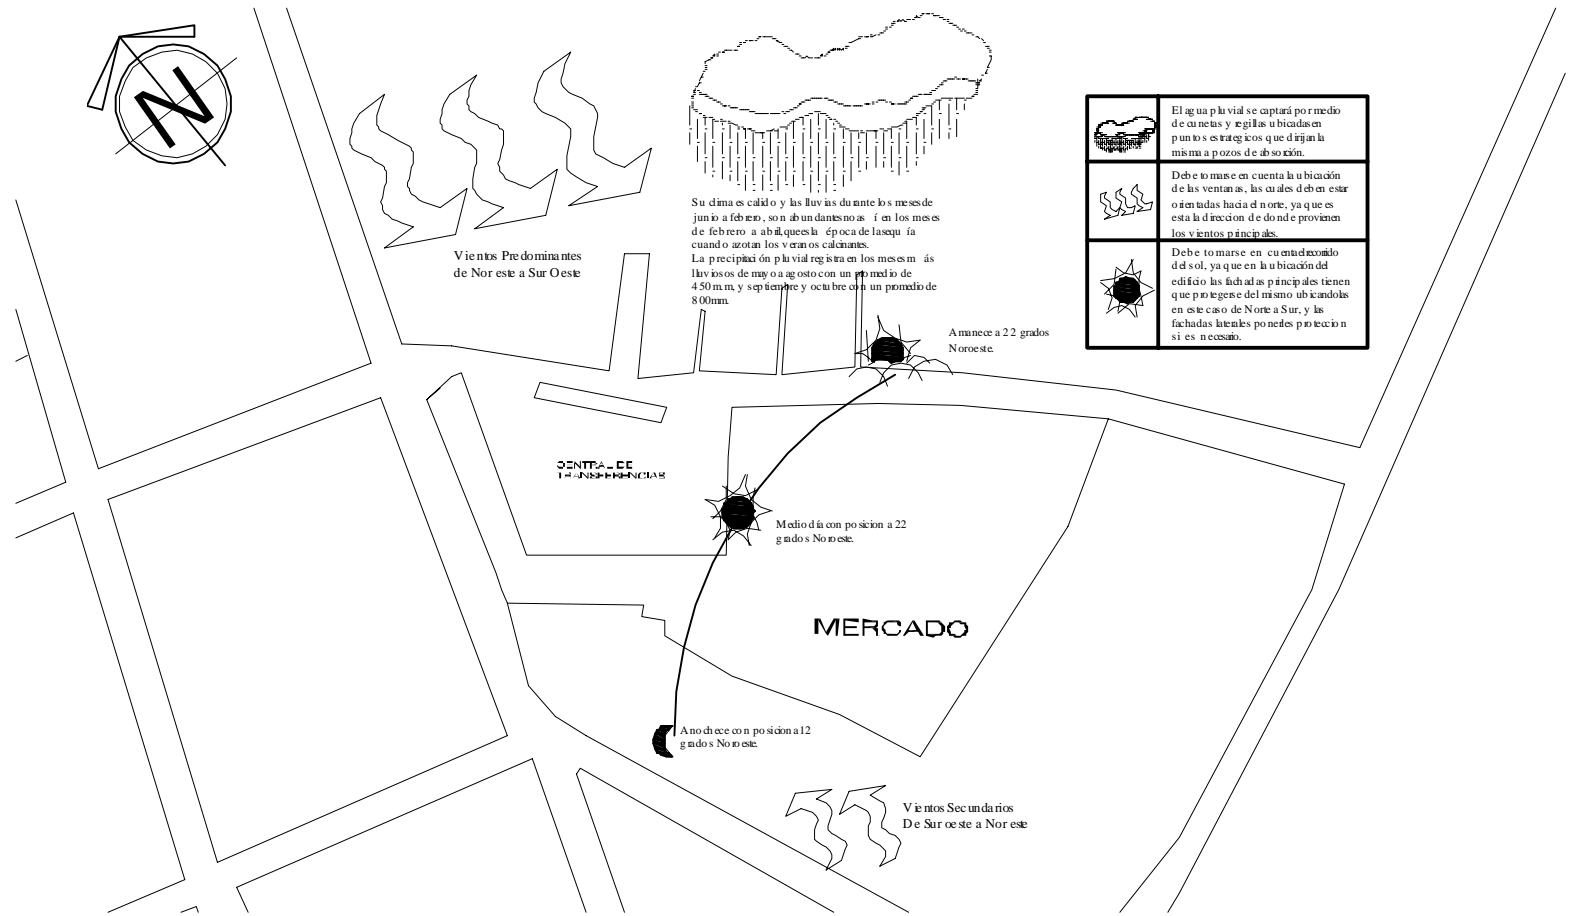 N
Su clima es calido y las lluvias durante los meses de
junio a febrero, son abundantes no as í en los meses
de febrero a abril, que es la época de la sequía
cuando azotan los veranos calcinantes.
La precipitación pluvial registra en los meses más
lluviosos de mayo a agosto con un promedio de
450 m.m, y septiembre y octubre con un promedio de
800mm.
Vientos Predominantes
de Nor este a Sur Oeste
El agua pluvial se captará por medio
de cunetas y regillas ubicadas en
puntos estrategicos que dirijan la
misma a pozos de absorción.
Debe tomarse en cuenta la ubicación
de las ventanas, las cuales deben estar
orientadas hacia el norte, ya que es
esta la direccion de donde provienen
los vientos principales.
Debe tomarse en cuenta el recorrido
del sol, ya que en la ubicación del
edificio las fachadas principales tienen
que protegerse del mismo ubicandolas
en este caso de Norte a Sur, y las
fachadas laterales ponerles proteccion
si es necesario.
Amanece a 22 grados
Noroeste.
CENTRAL DE
TRANSFERENCIAS
Medio día con posicion a 22
grados Noroeste.
MERCADO
Anochece con posicion a 12
grados Noroeste.
Vientos Secundarios
De Sur oeste a Nor este